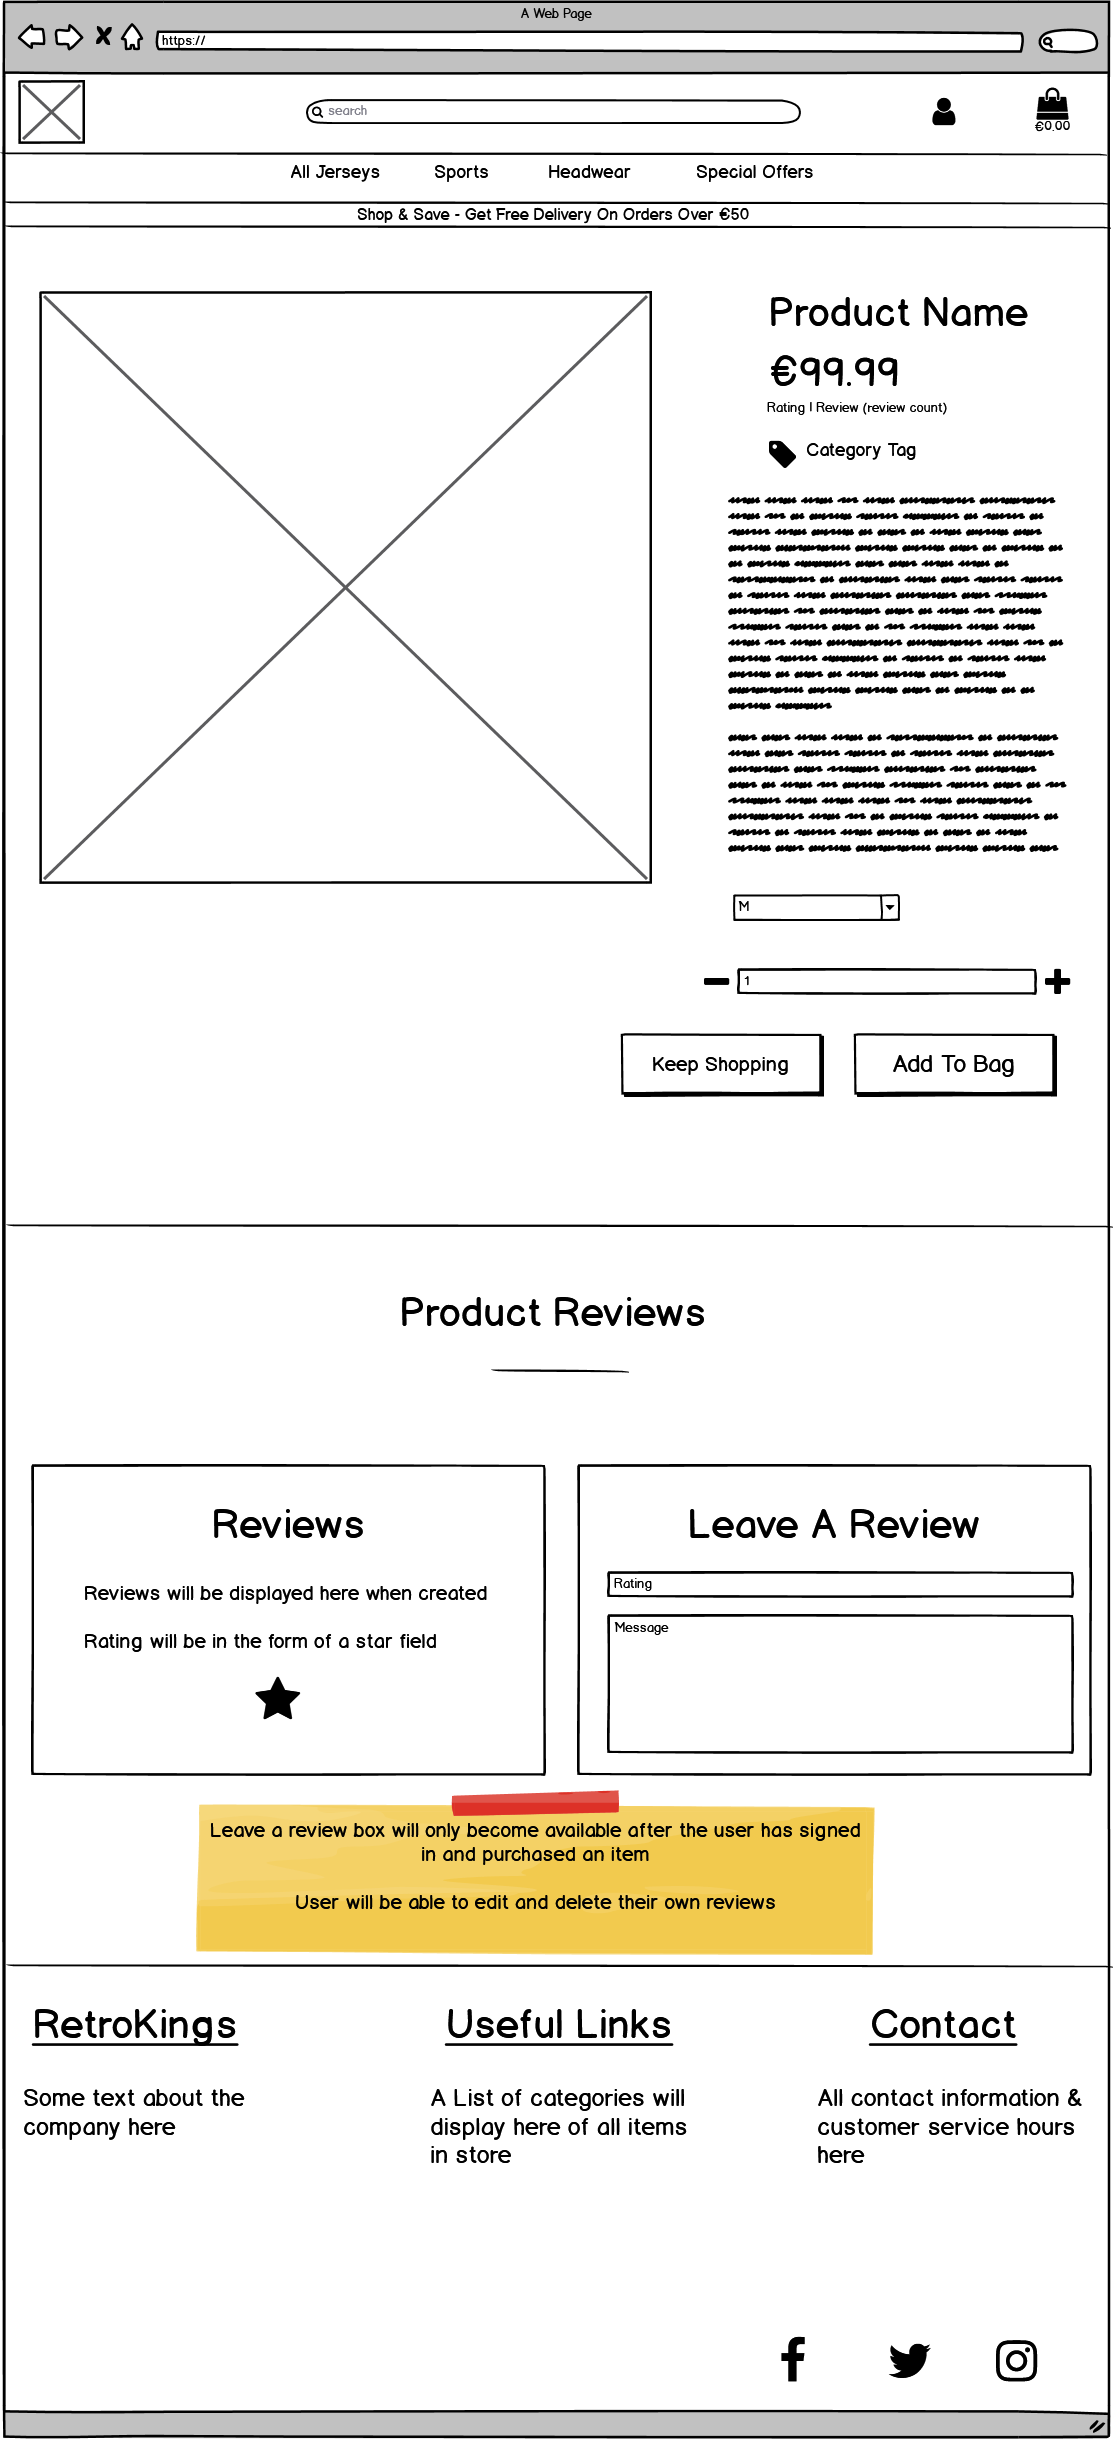 A Web Page
https://
search
€0.00
All Jerseys Sports Headwear Special Offers
Shop & Save - Get Free Delivery On Orders Over €50
Product Name
€99.99
Rating | Review (review count)
Category Tag
M
1
Keep Shopping Add To Bag
Product Reviews
Reviews
Reviews will be displayed here when created
Rating will be in the form of a star field
Leave A Review
Rating
Message
Leave a review box will only become available after the user has signed
in and purchased an item
User will be able to edit and delete their own reviews
RetroKings
Some text about the
company here
Useful Links
A List of categories will
display here of all items
in store
Contact
All contact information &
customer service hours
here